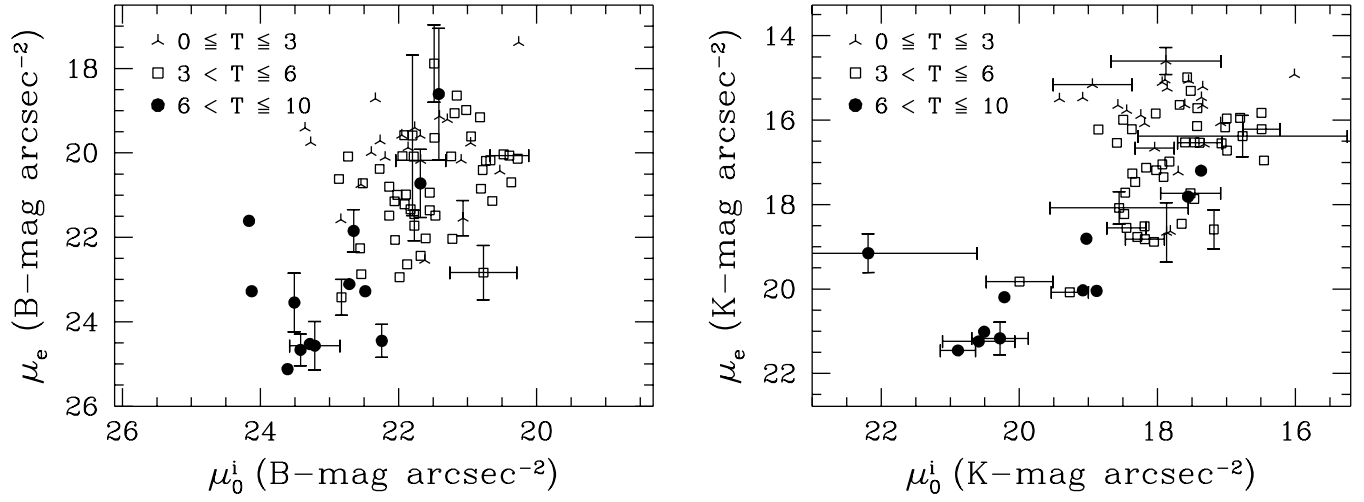 0 ≦ T ≦ 3
3 < T ≦ 6
6 < T ≦ 10
18
20
22
24
26
μe (B−mag arcsec−2)
26 24 22 20
μ0i (B−mag arcsec−2)
0 ≦ T ≦ 3
3 < T ≦ 6
6 < T ≦ 10
14
16
18
20
22
μe (K−mag arcsec−2)
22 20 18 16
μ0i (K−mag arcsec−2)